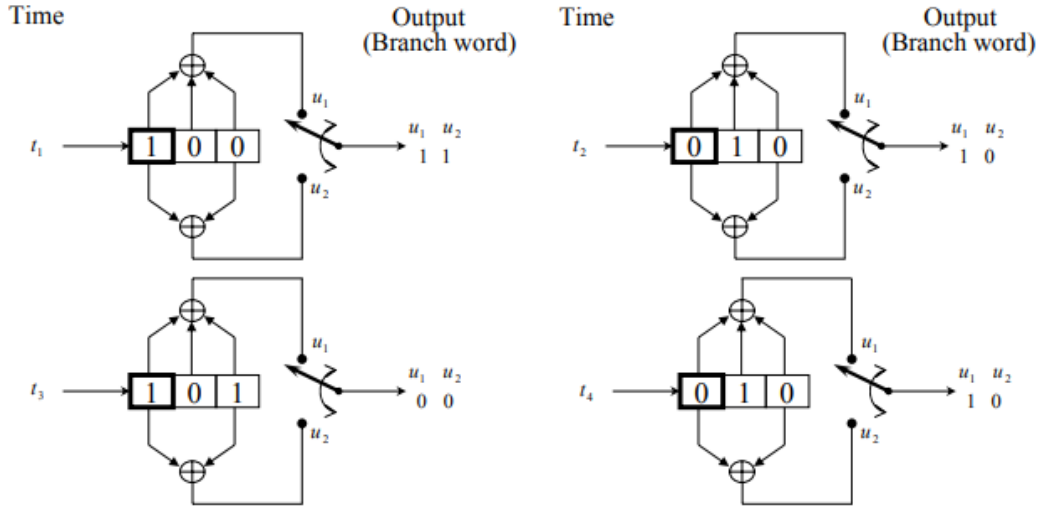 Time
Output
(Branch word)
u₁
t₁
1 0 0
u₁ u₂
1 1
u₂
Time
Output
(Branch word)
u₁
t₂
0 1 0
u₁ u₂
1 0
u₂
u₁
t₃
1 0 1
u₁ u₂
0 0
u₂
u₁
t₄
0 1 0
u₁ u₂
1 0
u₂